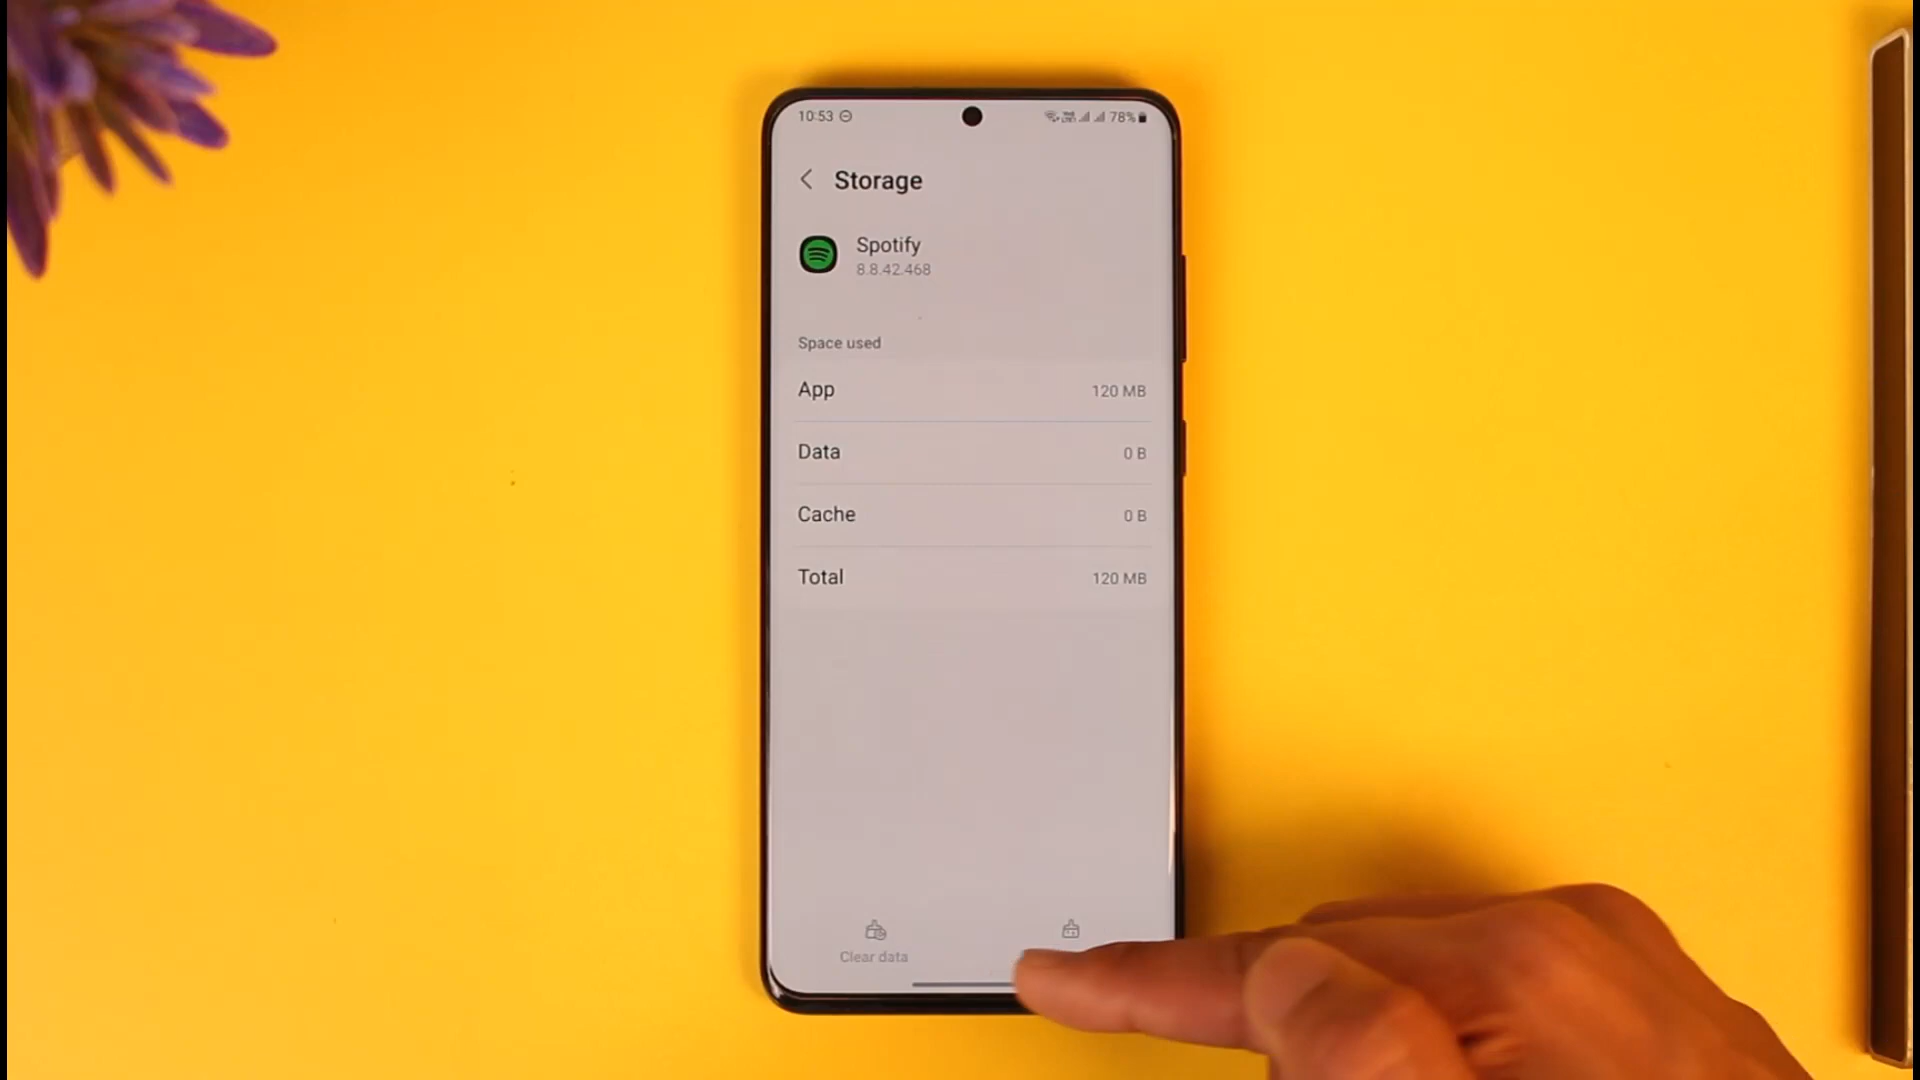 10:53 78%
Storage
Spotify
8.8.42.468
Space used
App 120 MB
Data 0 B
Cache 0 B
Total 120 MB
Clear data